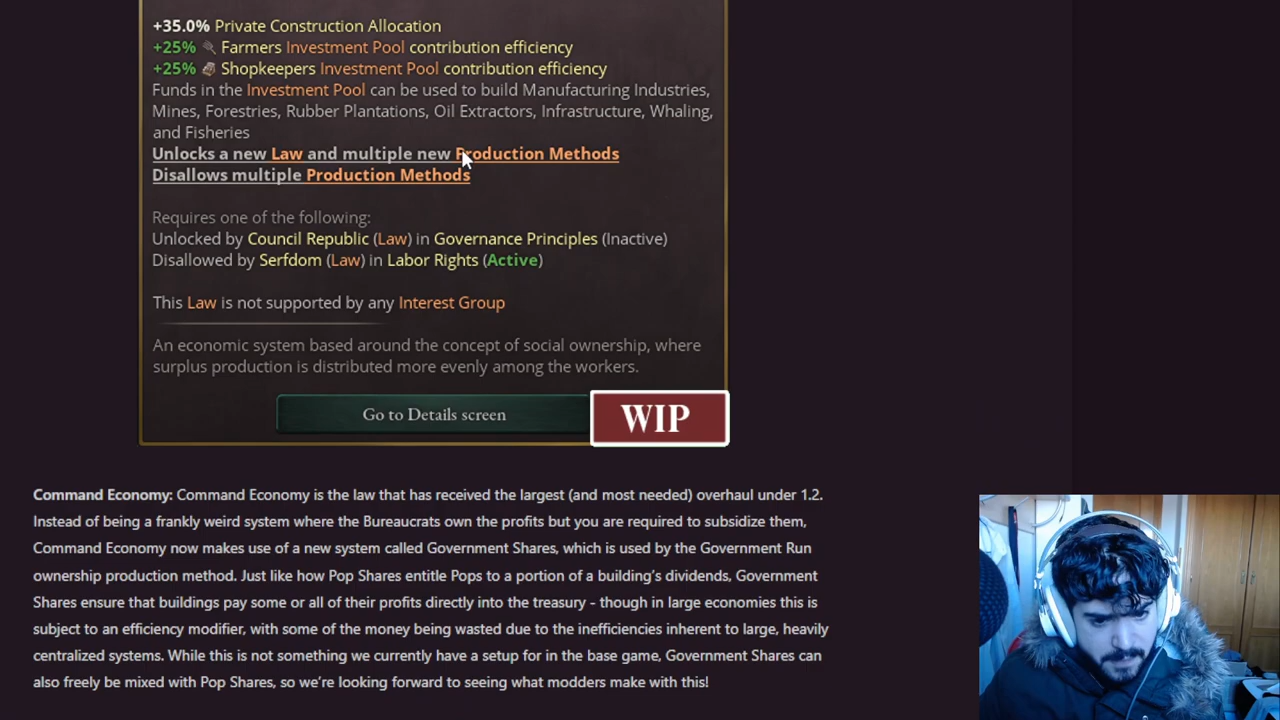 +35.0% Private Construction Allocation
+25% Farmers Investment Pool contribution efficiency
+25% Shopkeepers Investment Pool contribution efficiency
Funds in the Investment Pool can be used to build Manufacturing Industries,
Mines, Forestries, Rubber Plantations, Oil Extractors, Infrastructure, Whaling,
and Fisheries
Unlocks a new Law and multiple new Production Methods
Disallows multiple Production Methods
Requires one of the following:
Unlocked by Council Republic (Law) in Governance Principles (Inactive)
Disallowed by Serfdom (Law) in Labor Rights (Active)
This Law is not supported by any Interest Group
An economic system based around the concept of social ownership, where
surplus production is distributed more evenly among the workers.
Go to Details screen
WIP
Command Economy: Command Economy is the law that has received the largest (and most needed) overhaul under 1.2.
Instead of being a frankly weird system where the Bureaucrats own the profits but you are required to subsidize them,
Command Economy now makes use of a new system called Government Shares, which is used by the Government Run
ownership production method. Just like how Pop Shares entitle Pops to a portion of a building's dividends, Government
Shares ensure that buildings pay some or all of their profits directly into the treasury - though in large economies this is
subject to an efficiency modifier, with some of the money being wasted due to the inefficiencies inherent to large, heavily
centralized systems. While this is not something we currently have a setup for in the base game, Government Shares can
also freely be mixed with Pop Shares, so we're looking forward to seeing what modders make with this!